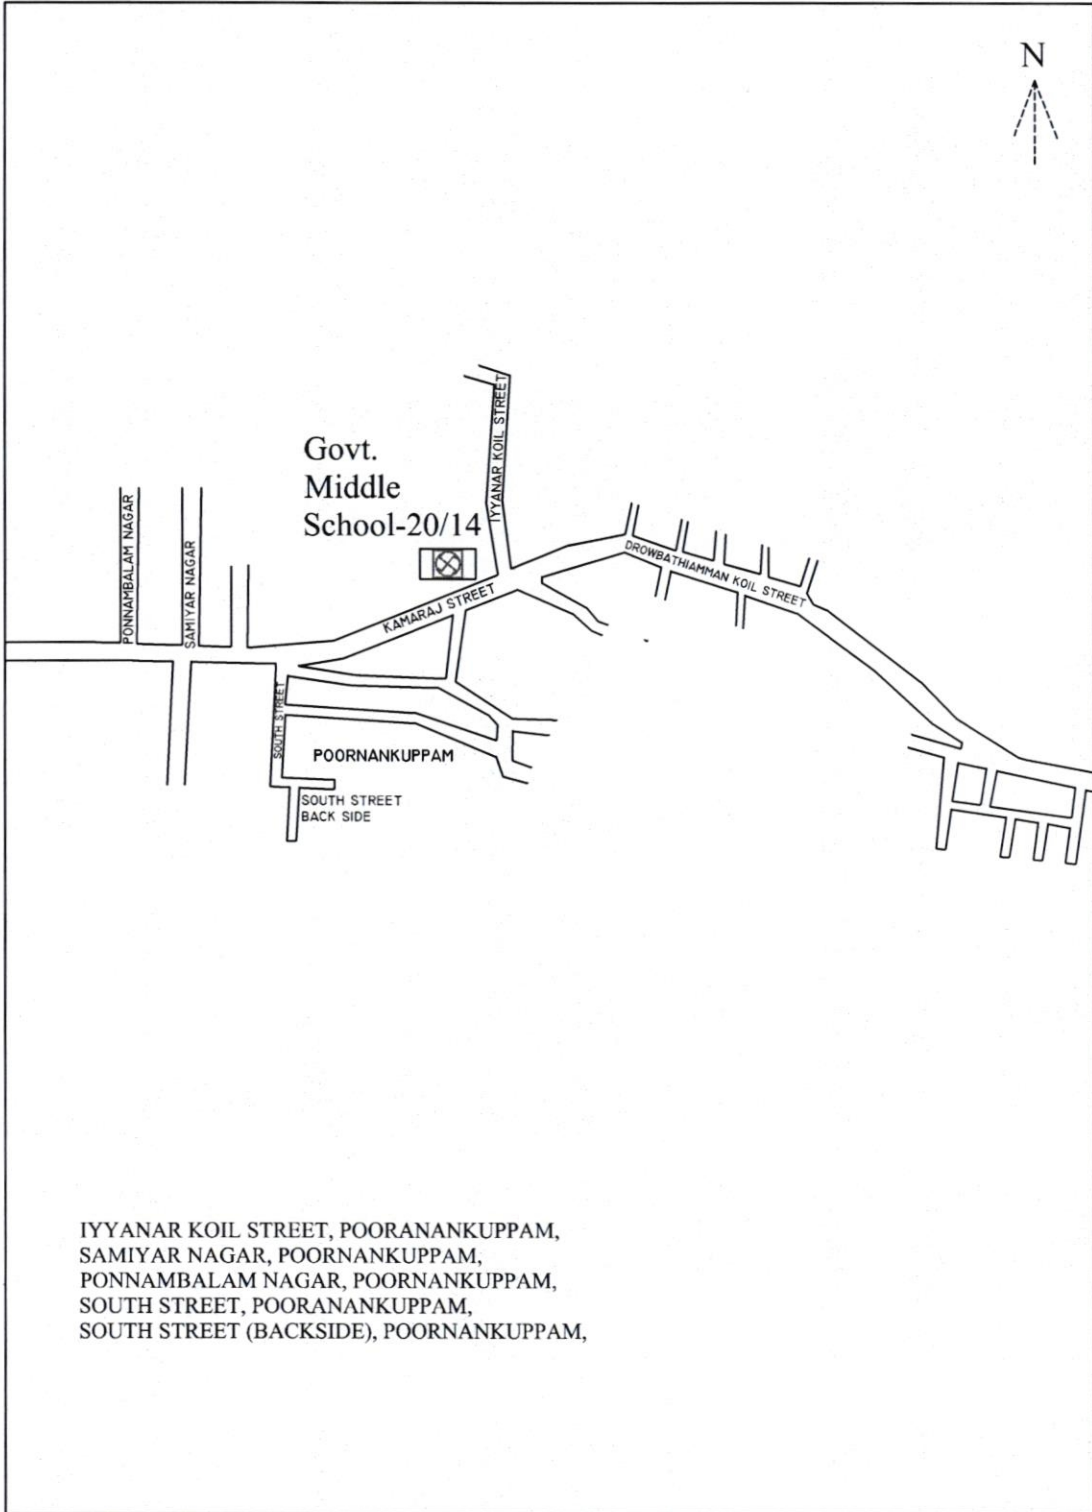 N
Govt.
Middle
School-20/14
IYYANAR KOIL STREET
PONNAMBALAM NAGAR
SAMIYAR NAGAR
KAMARAJ STREET
DROWBATHIAMMAN KOIL STREET
SOUTH STREET
POORNANKUPPAM
SOUTH STREET
BACK SIDE
IYYANAR KOIL STREET, POORANANKUPPAM,
SAMIYAR NAGAR, POORNANKUPPAM,
PONNAMBALAM NAGAR, POORNANKUPPAM,
SOUTH STREET, POORANANKUPPAM,
SOUTH STREET (BACKSIDE), POORNANKUPPAM,